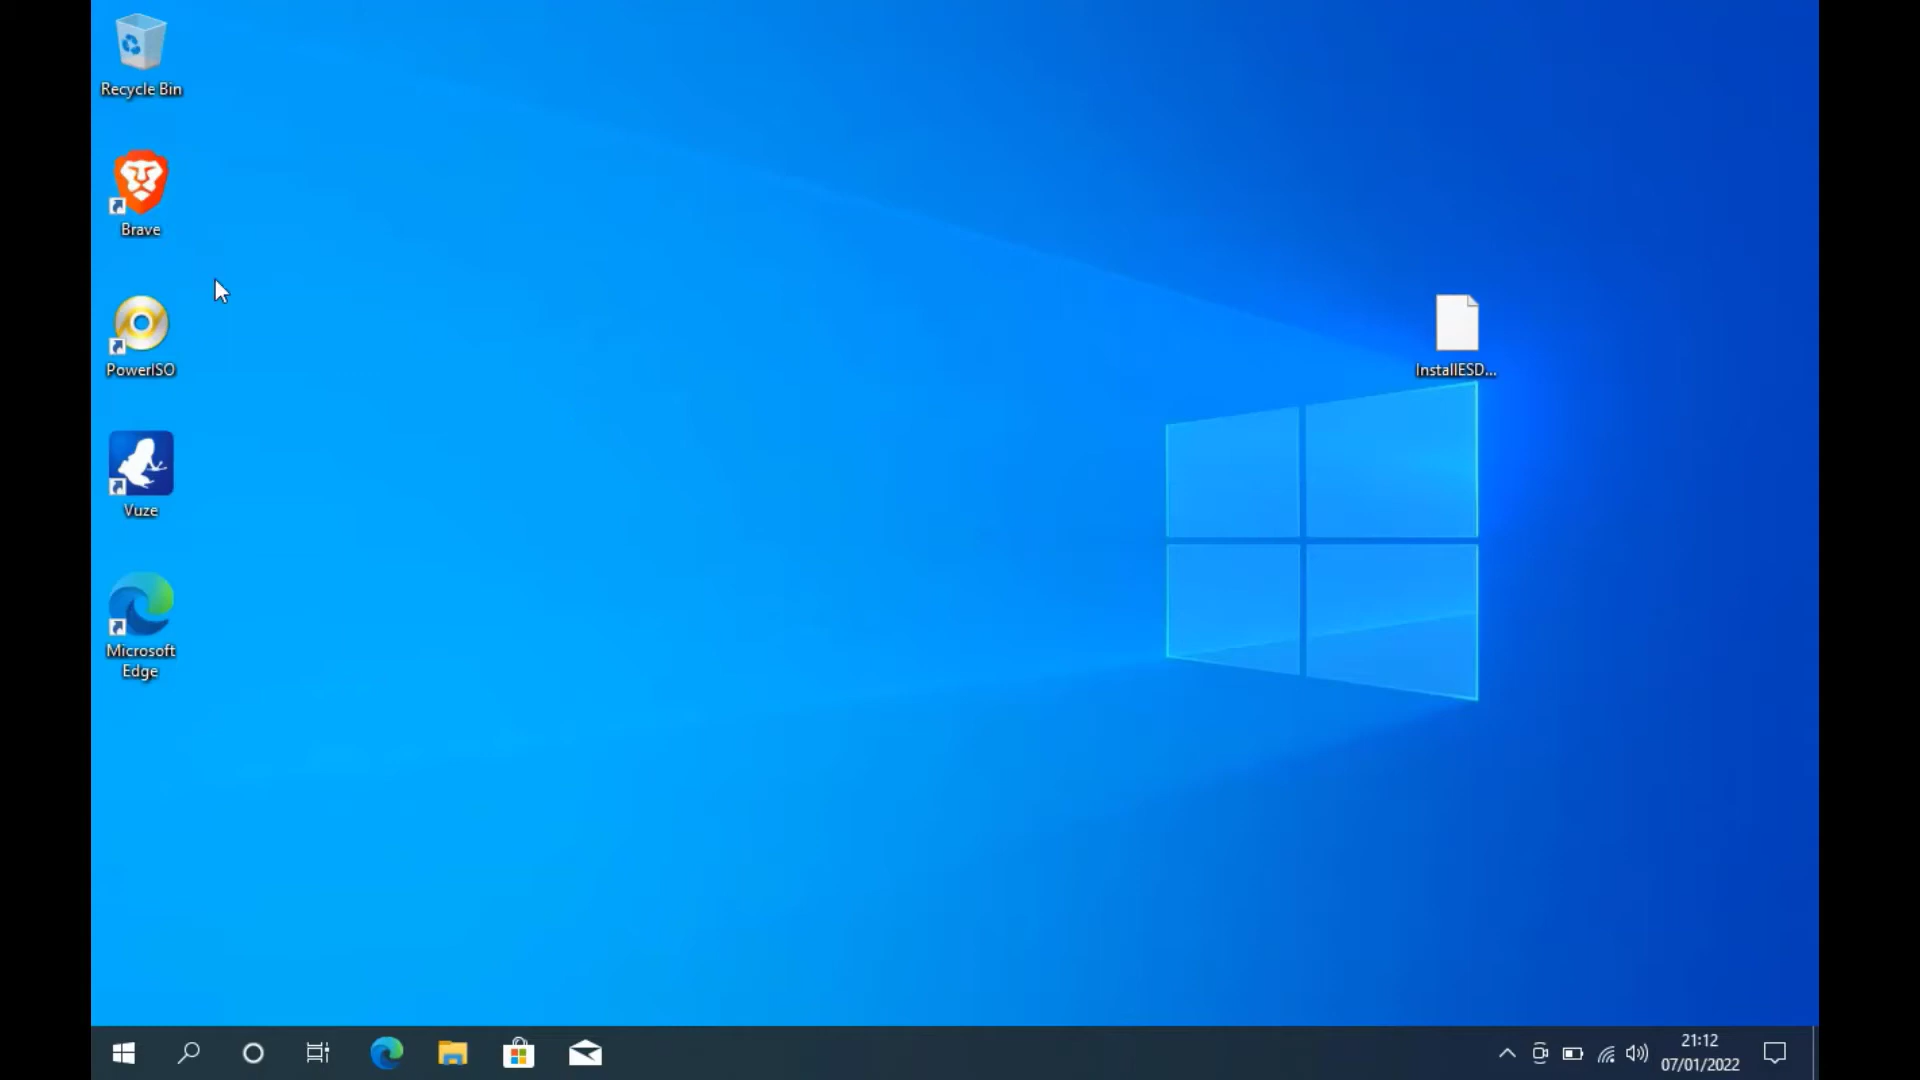 Recycle Bin
Brave
PowerISO
InstallESD...
Vuze
Microsoft
Edge
21:12
07/01/2022